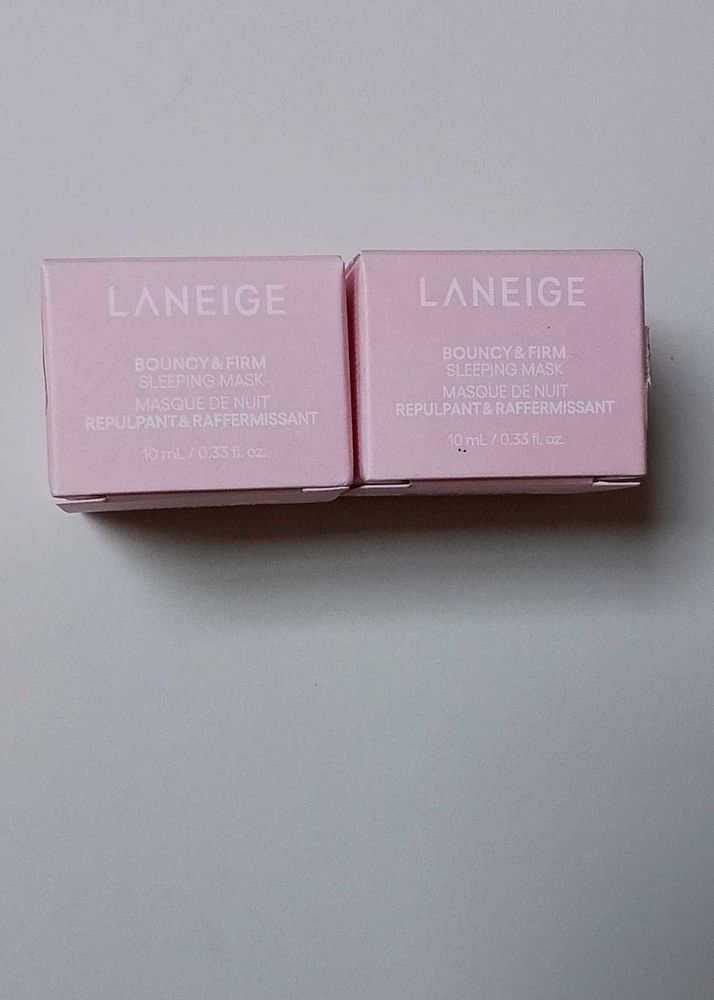 LANEIGE
BOUNCY & FIRM
SLEEPING MASK
MASQUE DE NUIT
REPULPANT & RAFFERMISSANT
10 mL / 0.33 fl. oz.
LANEIGE
BOUNCY & FIRM
SLEEPING MASK
MASQUE DE NUIT
REPULPANT & RAFFERMISSANT
10 mL / 0.33 fl. oz.